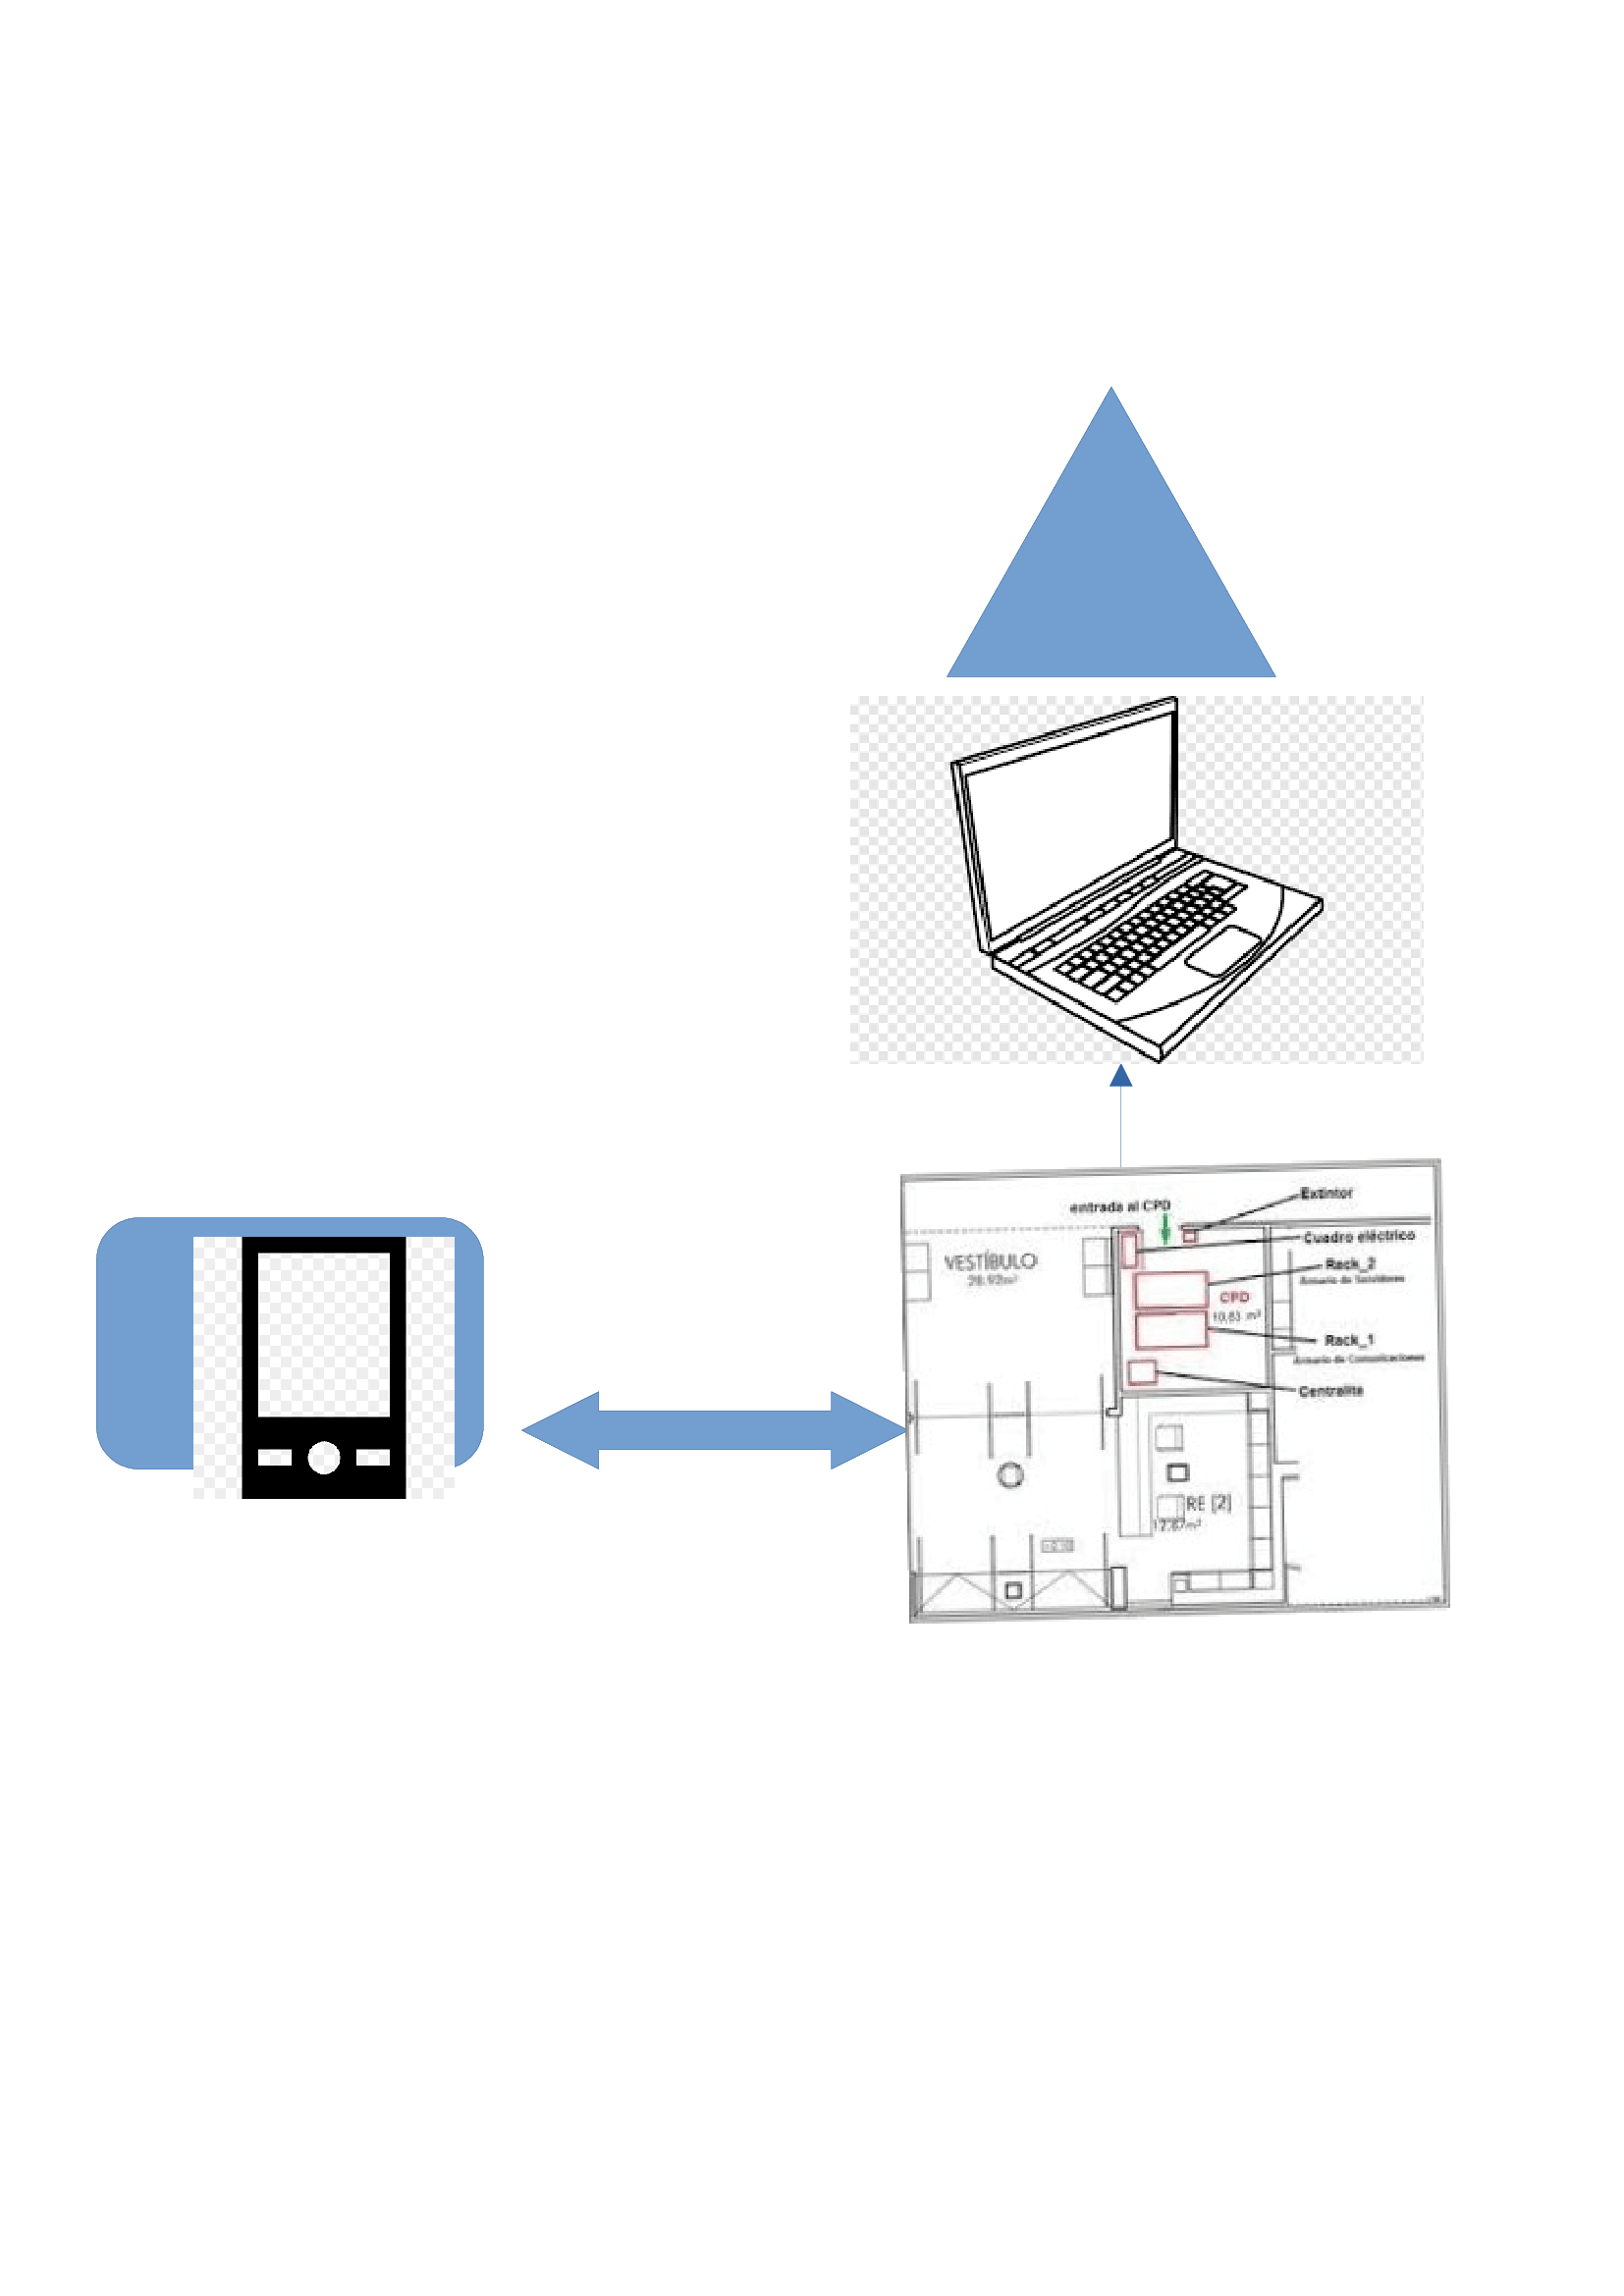 Extintor
entrada al CPD
Cuadro eléctrico
VESTÍBULO
28.92m²
Rack_2
Armario de Servidores
CPD
10,83 m²
Rack_1
Armario de Comunicaciones
Centralita
RE [2]
12.87m²